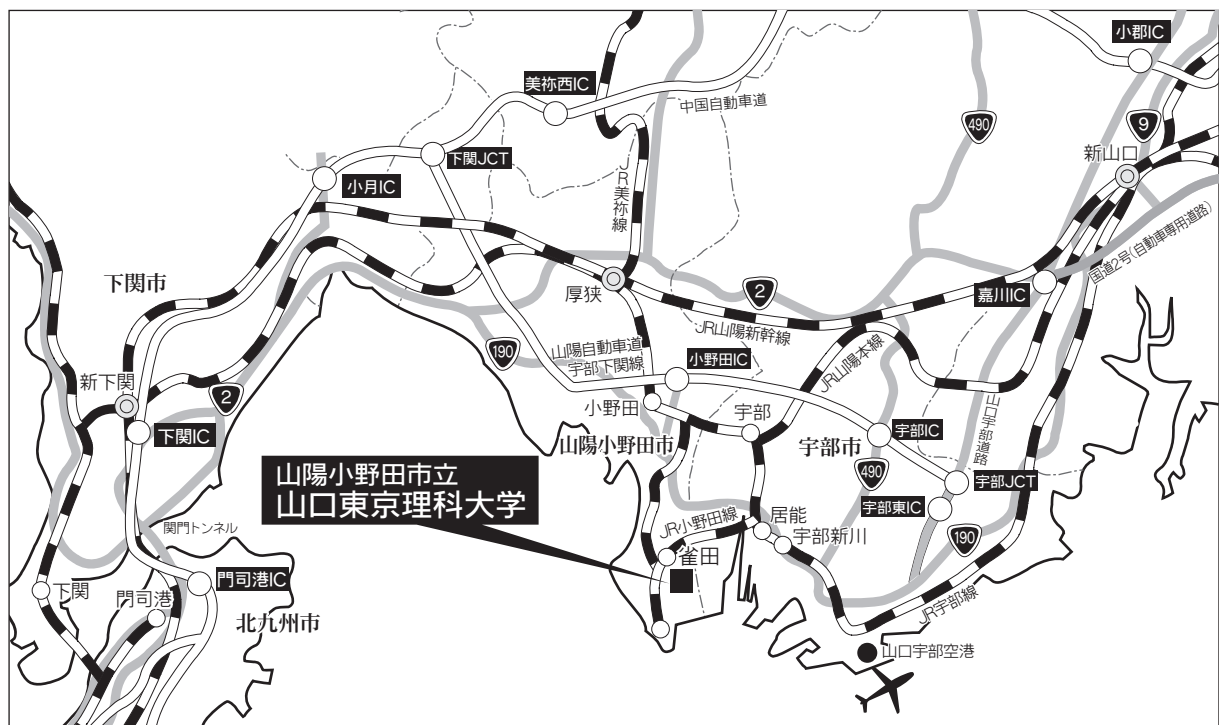 小郡IC
美祢西IC
中国自動車道
490
9
下関JCT
新山口
小月IC
JR美祢線
国道2号(自動車専用道路)
下関市
厚狭
2
嘉川IC
JR山陽新幹線
190
山陽自動車道
宇部下関線
小野田IC
JR山陽本線
新下関
2
小野田
宇部
山口宇部道路
下関IC
山陽小野田市
宇部市
宇部IC
490
宇部JCT
山陽小野田市立
山口東京理科大学
宇部東IC
関門トンネル
JR小野田線
居能
宇部新川
190
雀田
下関
門司港IC
門司港
JR宇部線
北九州市
山口宇部空港